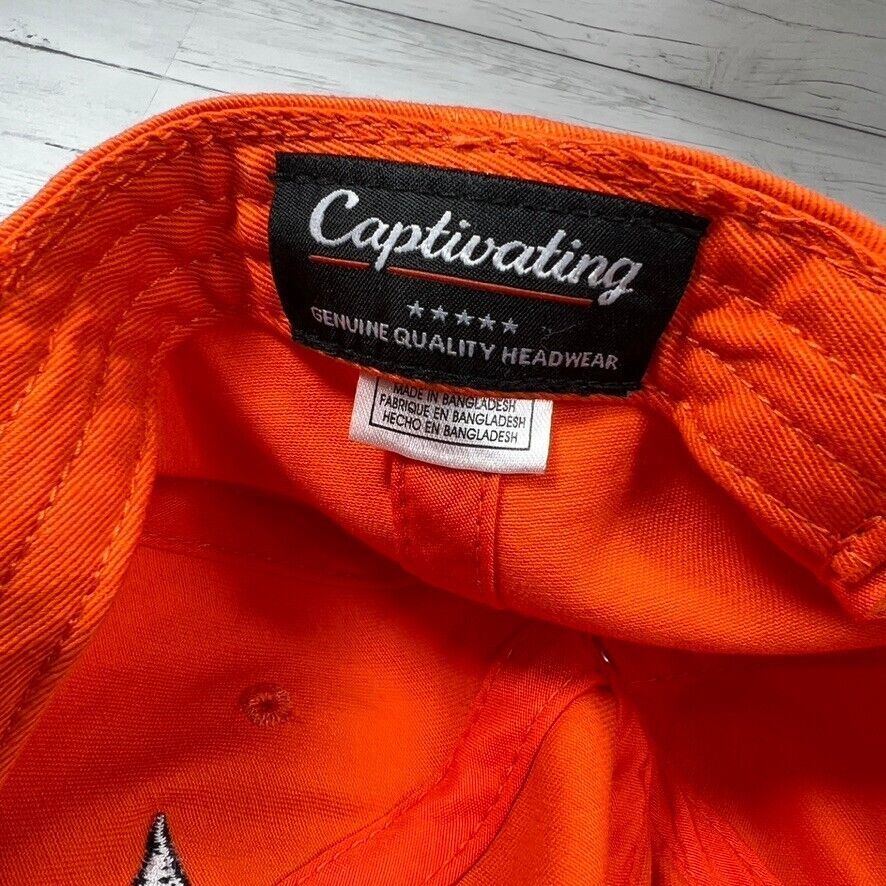 Captivating
★★★★★
GENUINE QUALITY HEADWEAR
MADE IN BANGLADESH
FABRIQUE EN BANGLADESH
HECHO EN BANGLADESH